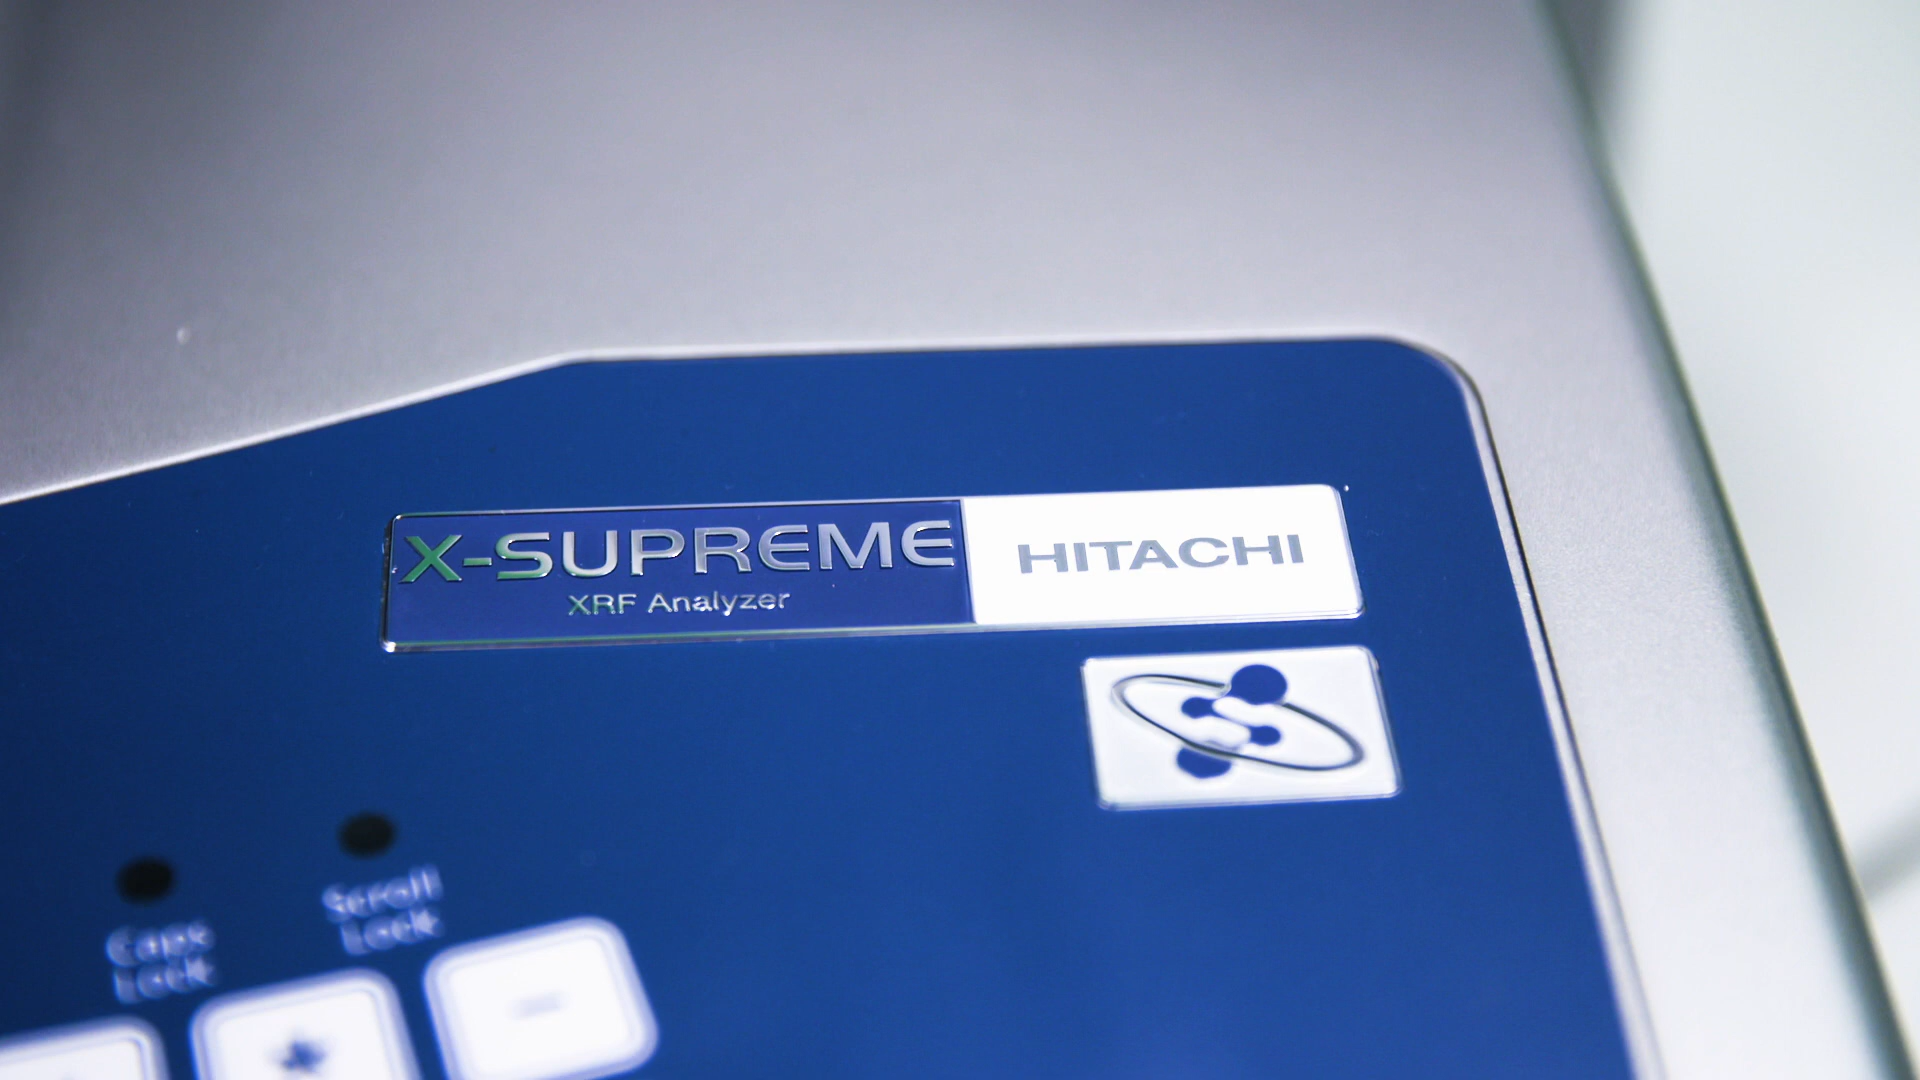 X-SUPREME
XRF Analyzer
HITACHI
Scroll
Lock
Caps
Lock